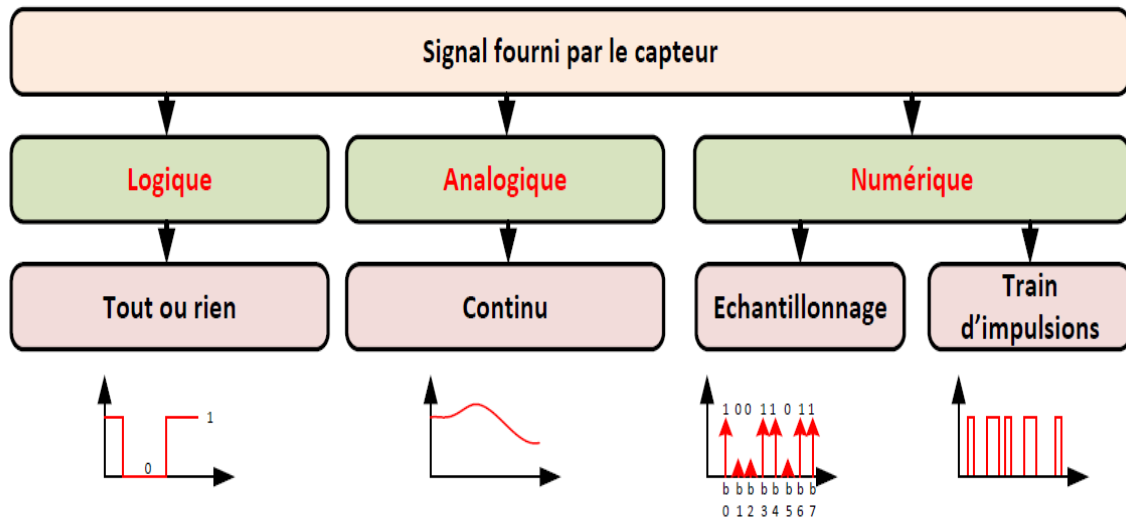 Signal fourni par le capteur
Logique
Analogique
Numérique
Tout ou rien
Continu
Echantillonnage
Train
d’impulsions
1
0
1 0 0 1 1 0 1 1
b b b b b b b b
0 1 2 3 4 5 6 7